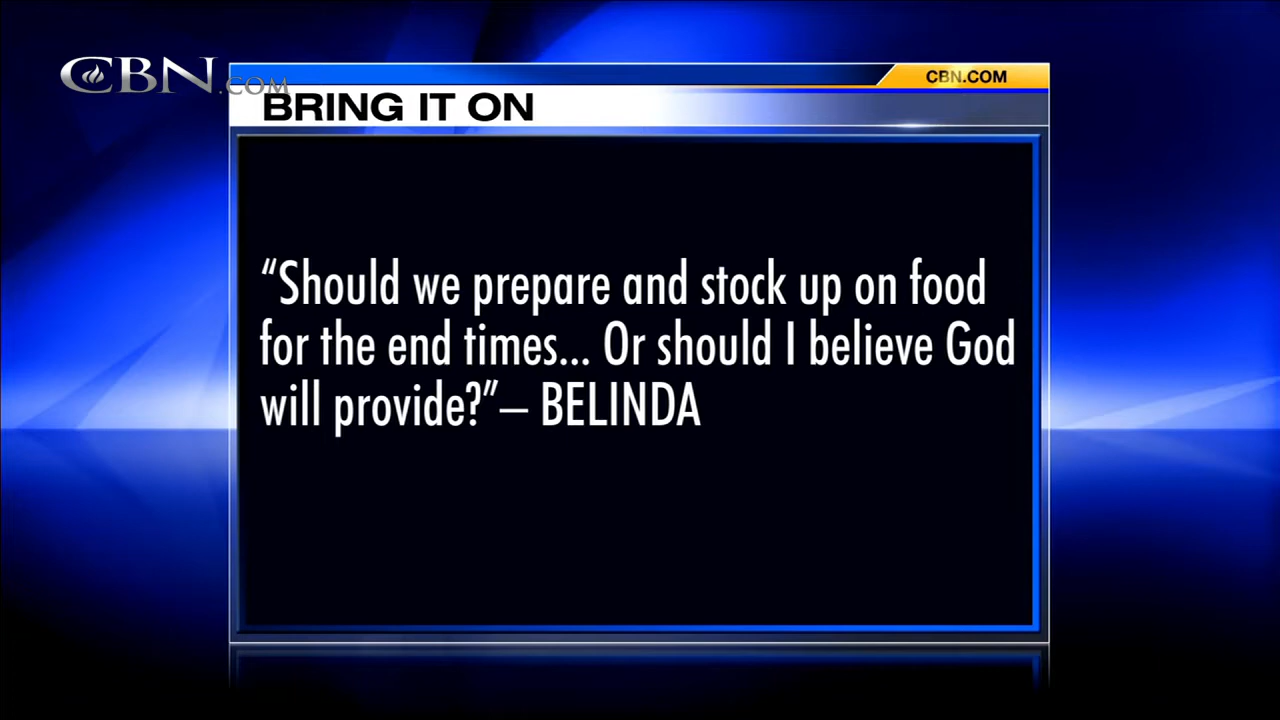 CBN.COM
CBN.COM
BRING IT ON
“Should we prepare and stock up on food
for the end times... Or should I believe God
will provide?”– BELINDA